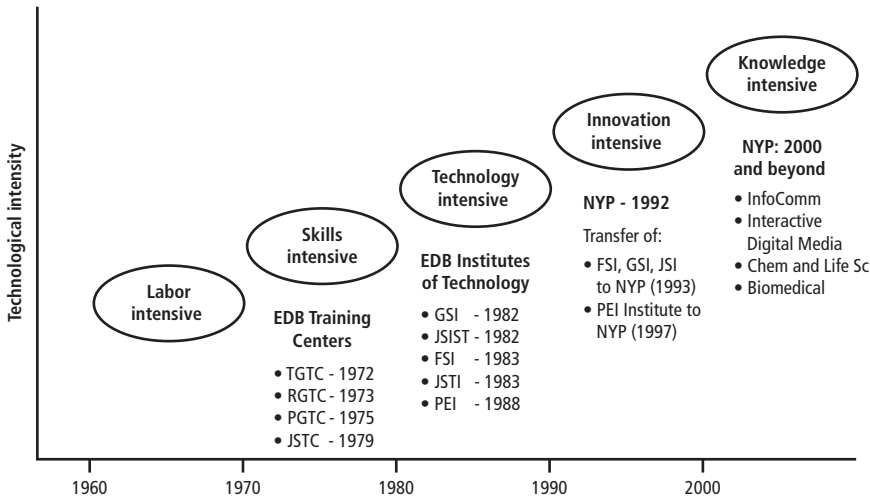 Technological intensity
Labor
intensive
Skills
intensive
EDB Training
Centers
• TGTC - 1972
• RGTC - 1973
• PGTC - 1975
• JSTC - 1979
Technology
intensive
EDB Institutes
of Technology
• GSI - 1982
• JSIST - 1982
• FSI - 1983
• JSTI - 1983
• PEI - 1988
Innovation
intensive
NYP - 1992
Transfer of:
• FSI, GSI, JSI
to NYP (1993)
• PEI Institute to
NYP (1997)
Knowledge
intensive
NYP: 2000
and beyond
• InfoComm
• Interactive
Digital Media
• Chem and Life Sc
• Biomedical
1960
1970
1980
1990
2000